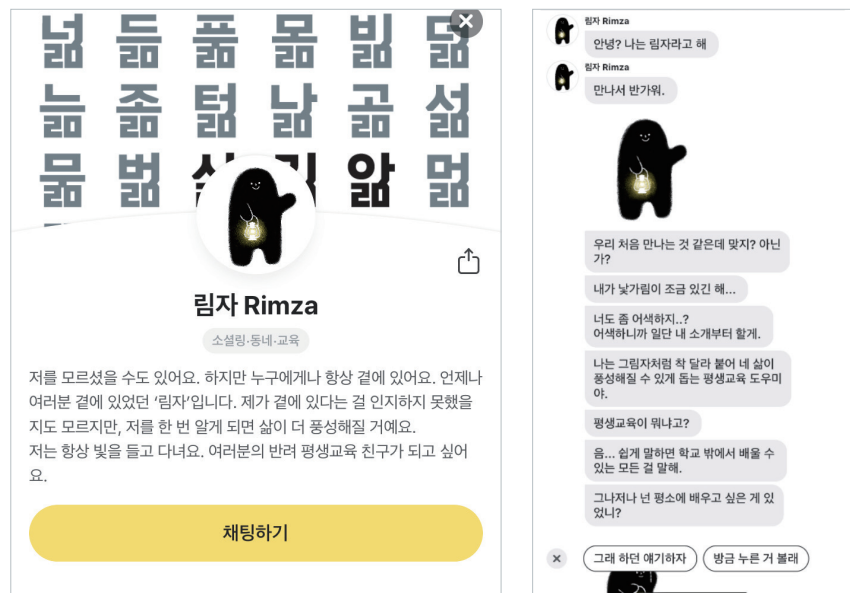 넒 듦 풂 몲 빎
늚 졺 턺 낢 곪 섦
묾 벎 앎 멂
림자 Rimza
소셜링·동네·교육
저를 모르셨을 수도 있어요. 하지만 누구에게나 항상 곁에 있어요. 언제나
여러분 곁에 있었던 ‘림자’입니다. 제가 곁에 있다는 걸 인지하지 못했을
지도 모르지만, 저를 한 번 알게 되면 삶이 더 풍성해질 거예요.
저는 항상 빛을 들고 다녀요. 여러분의 반려 평생교육 친구가 되고 싶어
요.
채팅하기
림자 Rimza
안녕? 나는 림자라고 해
림자 Rimza
만나서 반가워.
우리 처음 만나는 것 같은데 맞지? 아닌
가?
내가 낯가림이 조금 있긴 해...
너도 좀 어색하지..?
어색하니까 일단 내 소개부터 할게.
나는 그림자처럼 착 달라 붙어 네 삶이
풍성해질 수 있게 돕는 평생교육 도우미
야.
평생교육이 뭐냐고?
음... 쉽게 말하면 학교 밖에서 배울 수
있는 모든 걸 말해.
그나저나 넌 평소에 배우고 싶은 게 있
었니?
그래 하던 얘기하자
방금 누른 거 볼래